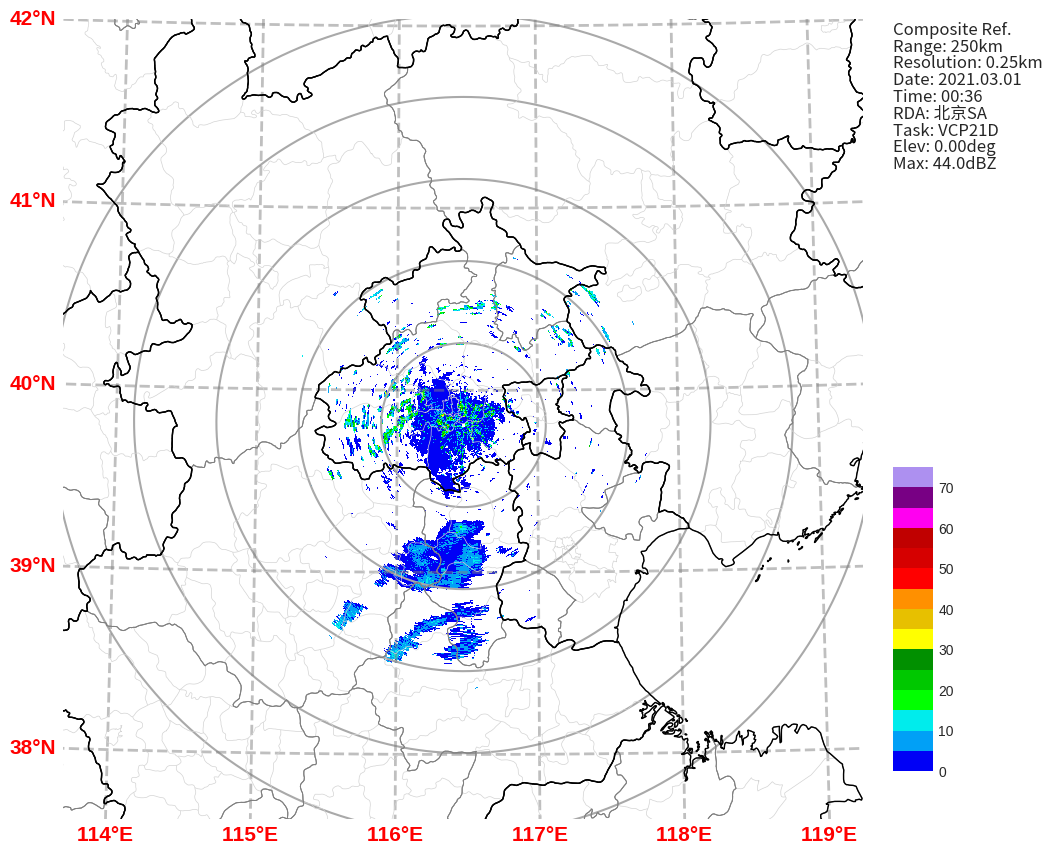 42°N
41°N
40°N
39°N
38°N
114°E
115°E
116°E
117°E
118°E
119°E
Composite Ref.
Range: 250km
Resolution: 0.25km
Date: 2021.03.01
Time: 00:36
RDA: 北京SA
Task: VCP21D
Elev: 0.00deg
Max: 44.0dBZ
70
60
50
40
30
20
10
0